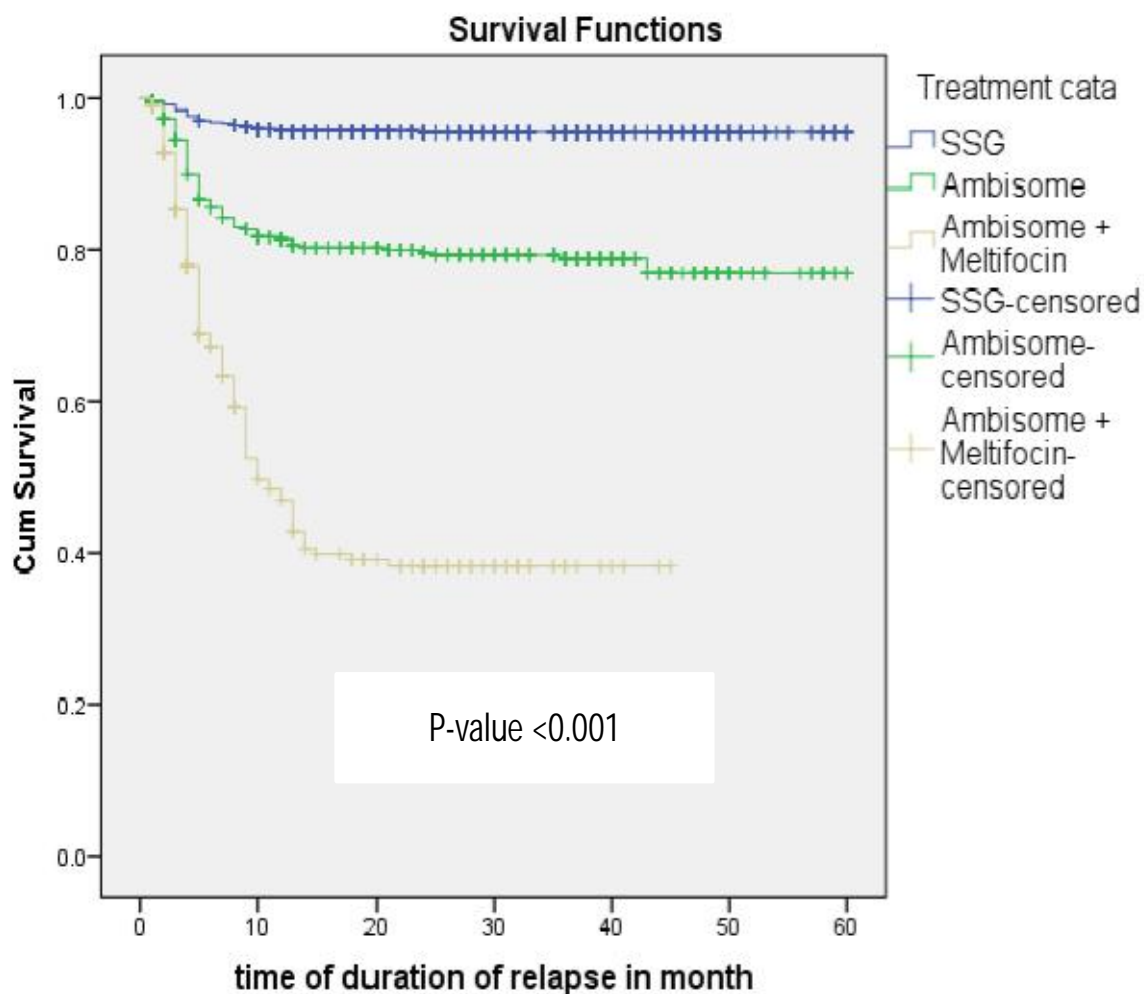 Survival Functions
Cum Survival
1.0
0.8
0.6
0.4
0.2
0.0
P-value <0.001
0 10 20 30 40 50 60
time of duration of relapse in month
Treatment cata
SSG
Ambisome
Ambisome +
Meltifocin
SSG-censored
Ambisome-
censored
Ambisome +
Meltifocin-
censored